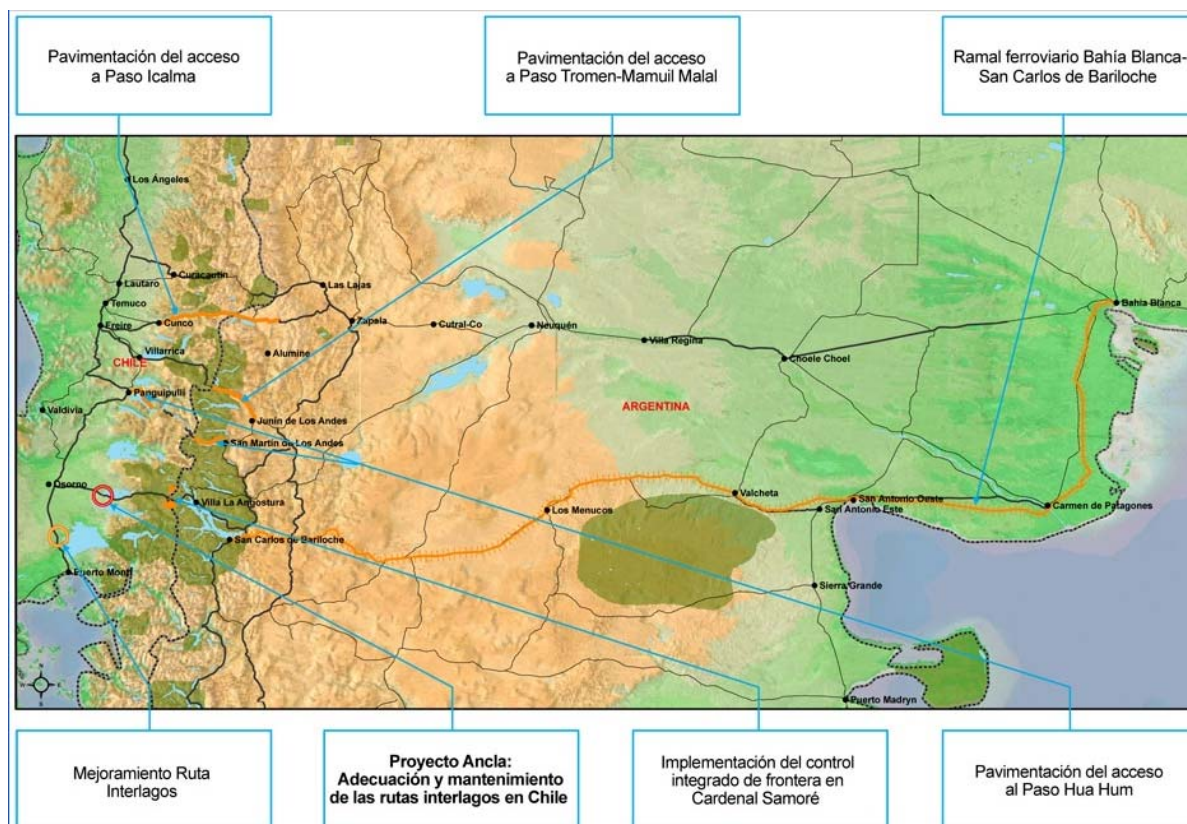 Pavimentación del acceso
a Paso Icalma
Pavimentación del acceso
a Paso Tromen-Mamuil Malal
Ramal ferroviario Bahía Blanca-
San Carlos de Bariloche
Los Ángeles
Curacautín
Lautaro
Las Lajas
Temuco
Bahía Blanca
Freire
Cunco
Zapala
Cutral-Co
Neuquén
Villa Regina
Villarrica
Alumine
Choele Choel
CHILE
Panguipulli
Valdivia
ARGENTINA
Junín de Los Andes
San Martín de Los Andes
Osorno
Villa La Angostura
Valcheta
San Antonio Oeste
San Antonio Este
Carmen de Patagones
Los Menucos
San Carlos de Bariloche
Puerto Montt
Sierra Grande
Puerto Madryn
Mejoramiento Ruta
Interlagos
Proyecto Ancla:
Adecuación y mantenimiento
de las rutas interlagos en Chile
Implementación del control
integrado de frontera en
Cardenal Samoré
Pavimentación del acceso
al Paso Hua Hum